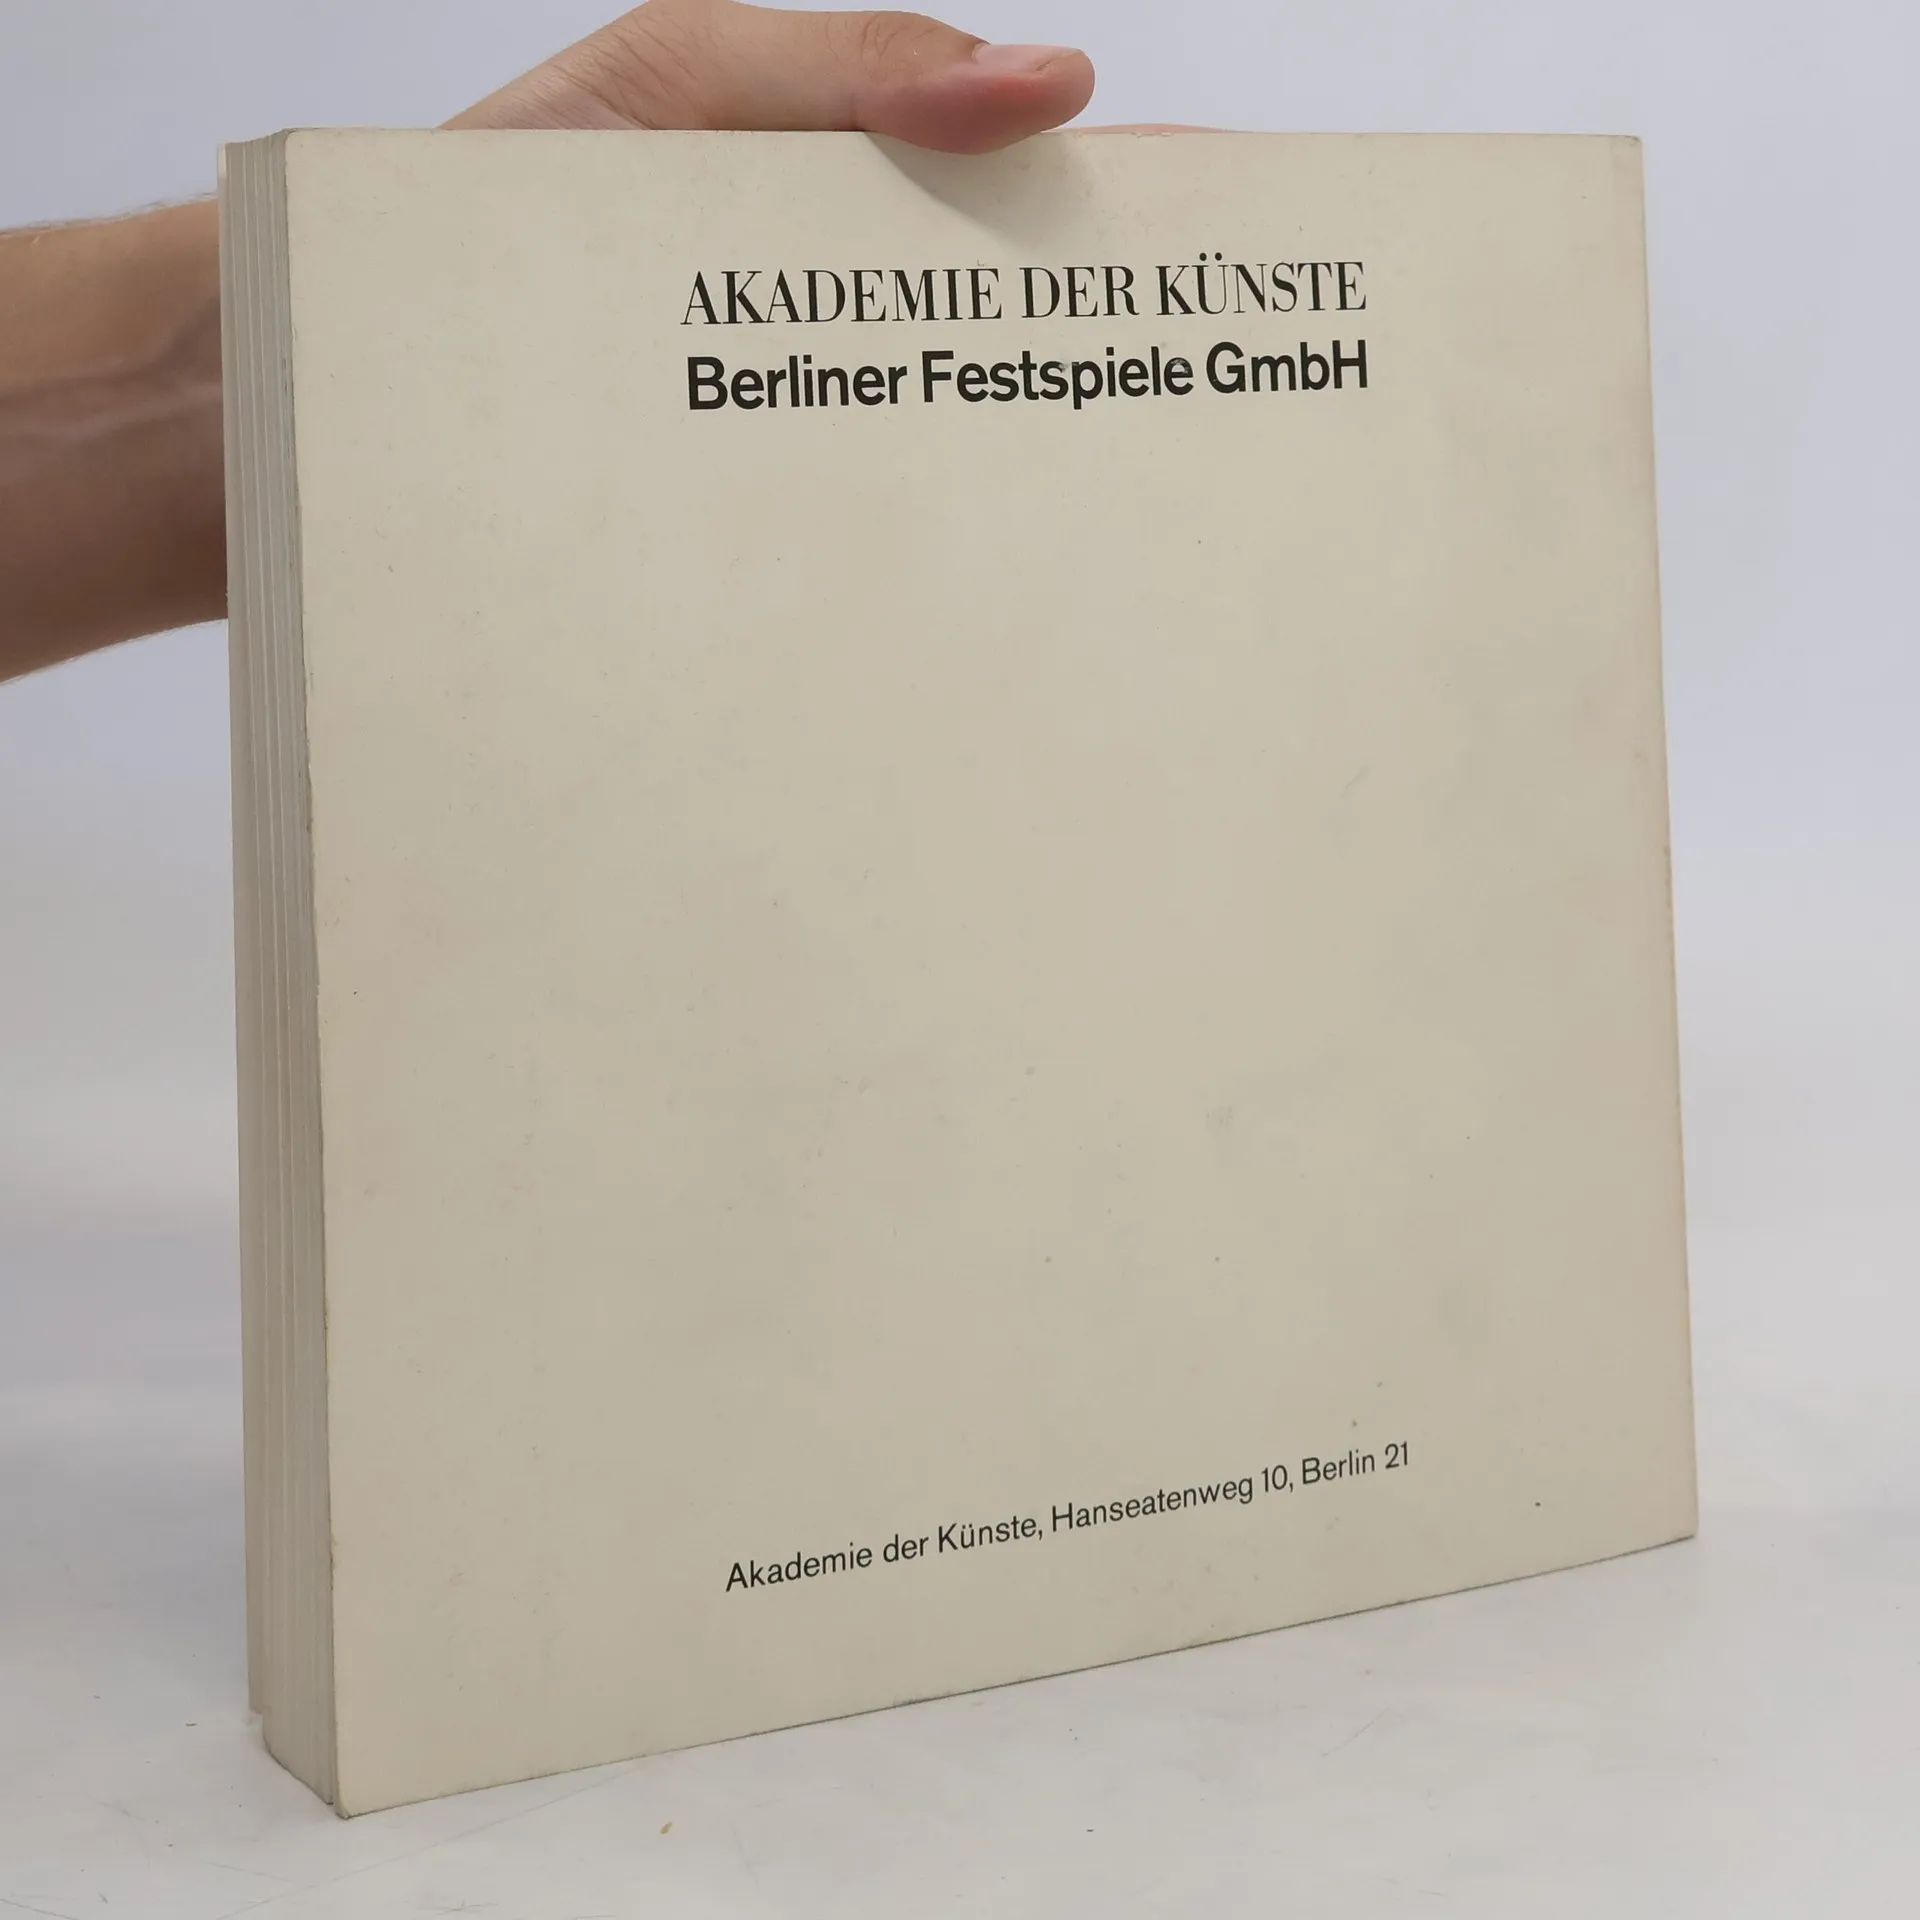 AKADEMIE DER KÜNSTE
Berliner Festspiele GmbH
Akademie der Künste, Hanseatenweg 10, Berlin 21